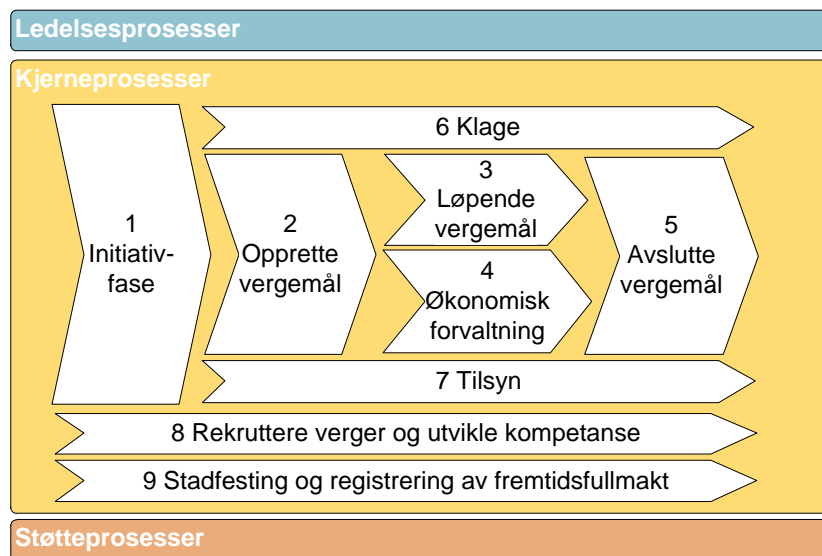 Ledelsesprosesser
Kjerneprosesser
6 Klage
1
Initiativ-
fase
2
Opprette
vergemål
3
Løpende
vergemål
4
Økonomisk
forvaltning
5
Avslutte
vergemål
7 Tilsyn
8 Rekruttere verger og utvikle kompetanse
9 Stadfesting og registrering av fremtidsfullmakt
Støtteprosesser